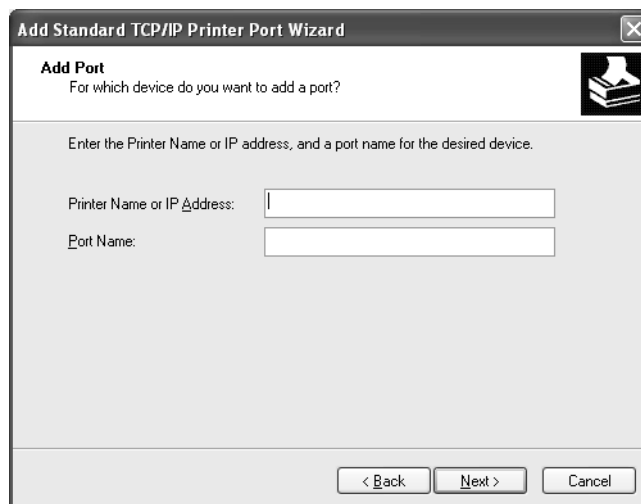 Add Standard TCP/IP Printer Port Wizard
Add Port
For which device do you want to add a port?
Enter the Printer Name or IP address, and a port name for the desired device.
Printer Name or IP Address:
Port Name:
< Back
Next >
Cancel